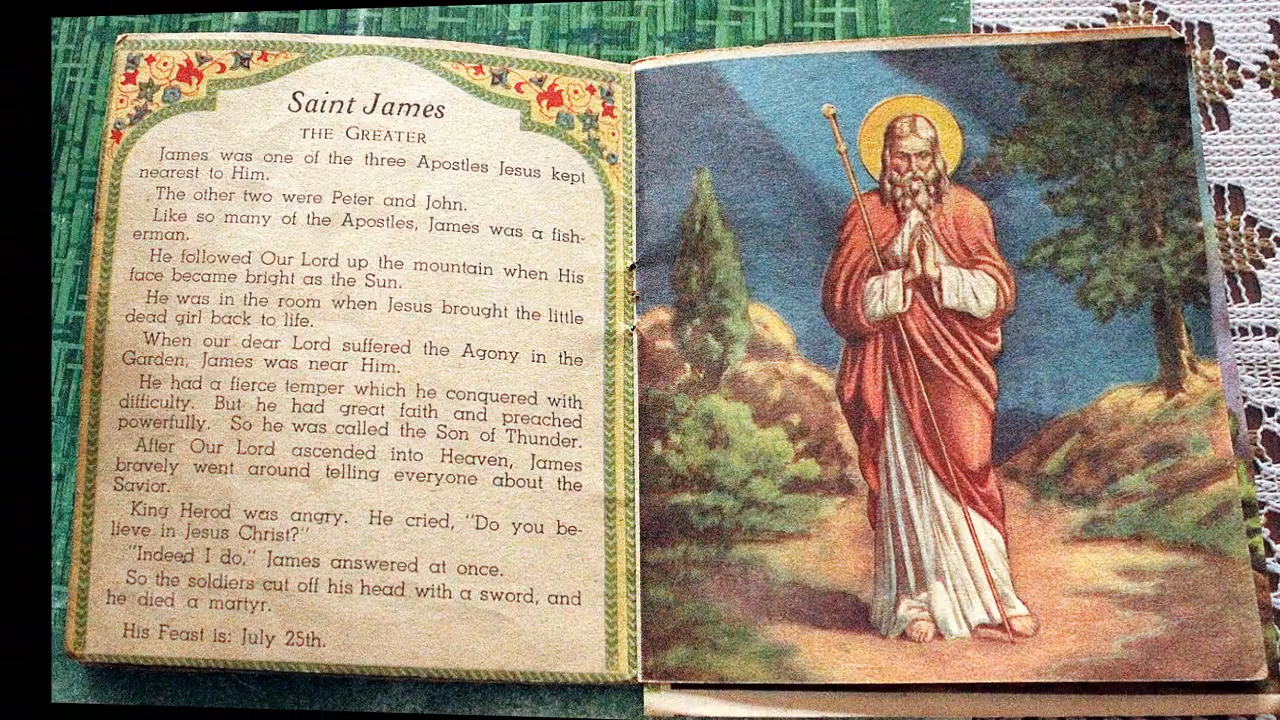 Saint James
THE GREATER
James was one of the three Apostles Jesus kept
nearest to Him.
The other two were Peter and John.
Like so many of the Apostles, James was a fish-
erman.
He followed Our Lord up the mountain when His
face became bright as the Sun.
He was in the room when Jesus brought the little
dead girl back to life.
When our dear Lord suffered the Agony in the
Garden, James was near Him.
He had a fierce temper which he conquered with
difficulty. But he had great faith and preached
powerfully. So he was called the Son of Thunder.
After Our Lord ascended into Heaven, James
bravely went around telling everyone about the
Savior.
King Herod was angry. He cried, "Do you be-
lieve in Jesus Christ?"
"Indeed I do," James answered at once.
So the soldiers cut off his head with a sword, and
he died a martyr.
His Feast is: July 25th.